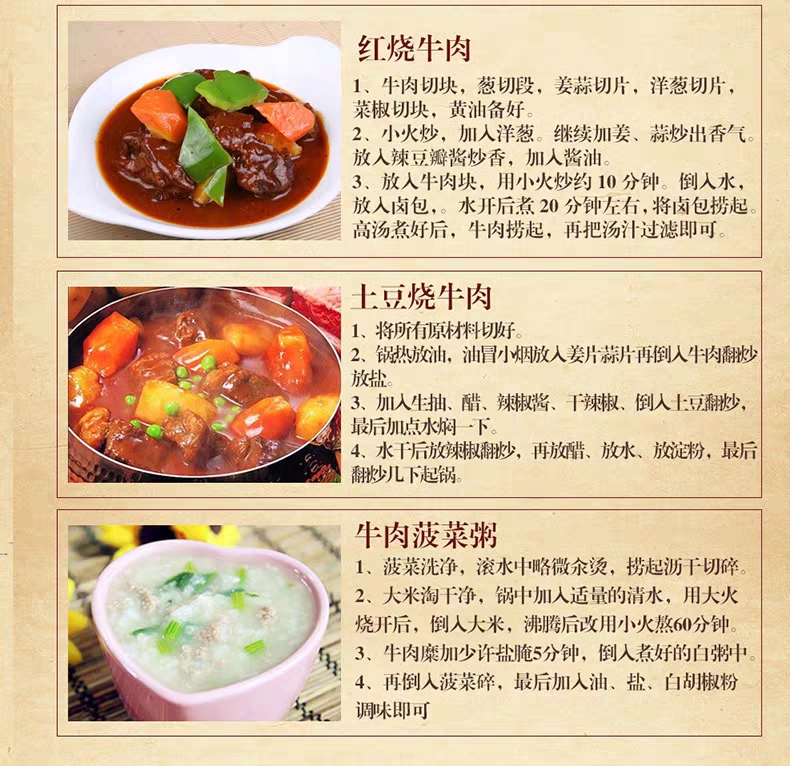 红烧牛肉
1、牛肉切块，葱切段，姜蒜切片，洋葱切片，
菜椒切块，黄油备好。
2、小火炒，加入洋葱。继续加姜、蒜炒出香气。
放入辣豆瓣酱炒香，加入酱油。
3、放入牛肉块，用小火炒约 10 分钟。倒入水，
放入卤包，。水开后煮 20 分钟左右，将卤包捞起。
高汤煮好后，牛肉捞起，再把汤汁过滤即可。
土豆烧牛肉
1、将所有原材料切好。
2、锅热放油，油冒小烟放入姜片蒜片再倒入牛肉翻炒
放盐。
3、加入生抽、醋、辣椒酱、干辣椒、倒入土豆翻炒，
最后加点水焖一下。
4、水干后放辣椒翻炒，再放醋、放水、放淀粉，最后
翻炒几下起锅。
牛肉菠菜粥
1、菠菜洗净，滚水中略微汆烫，捞起沥干切碎。
2、大米淘干净，锅中加入适量的清水，用大火
烧开后，倒入大米，沸腾后改用小火熬60分钟。
3、牛肉糜加少许盐腌5分钟，倒入煮好的白粥中。
4、再倒入菠菜碎，最后加入油、盐、白胡椒粉
调味即可